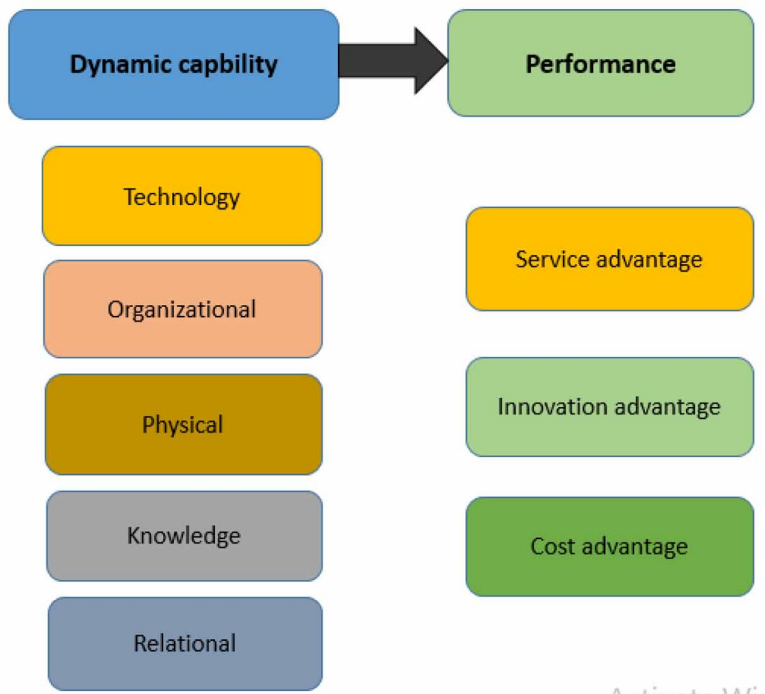 Dynamic capbility
Performance
Technology
Organizational
Physical
Knowledge
Relational
Service advantage
Innovation advantage
Cost advantage